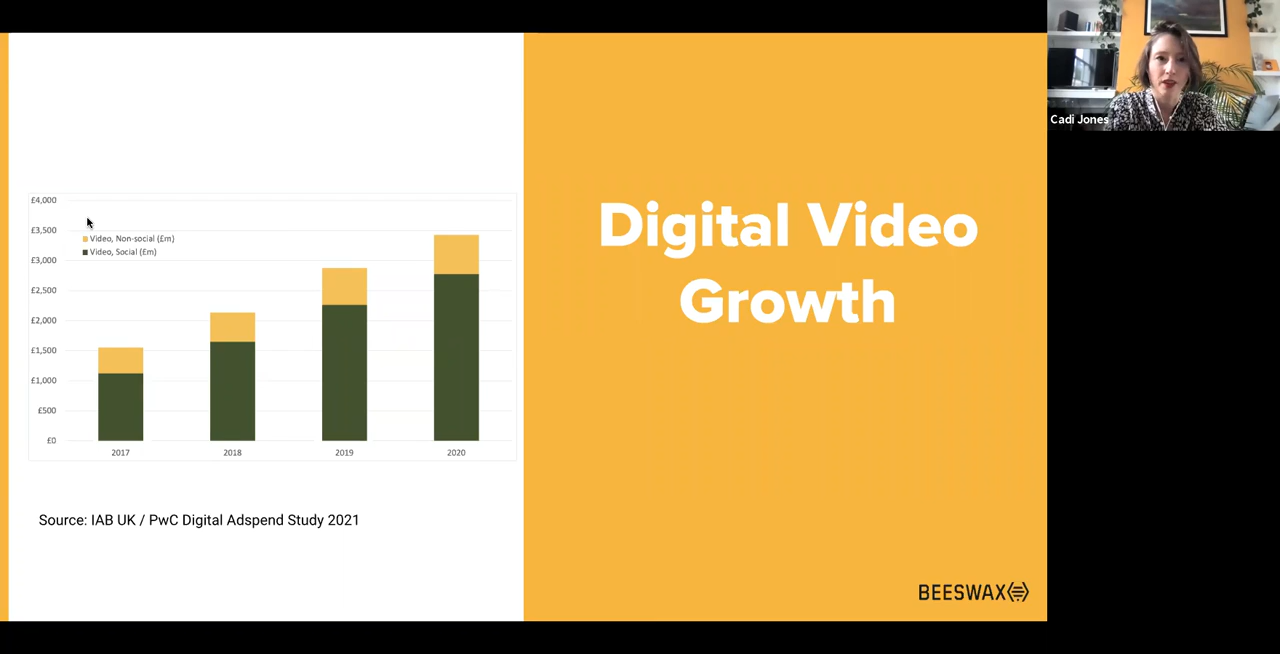 £4,000
£3,500
Video, Non-social (£m)
Video, Social (£m)
£3,000
£2,500
£2,000
£1,500
£1,000
£500
£0
2017 2018 2019 2020
Source: IAB UK / PwC Digital Adspend Study 2021
Digital Video
Growth
BEESWAX
Cadi Jones